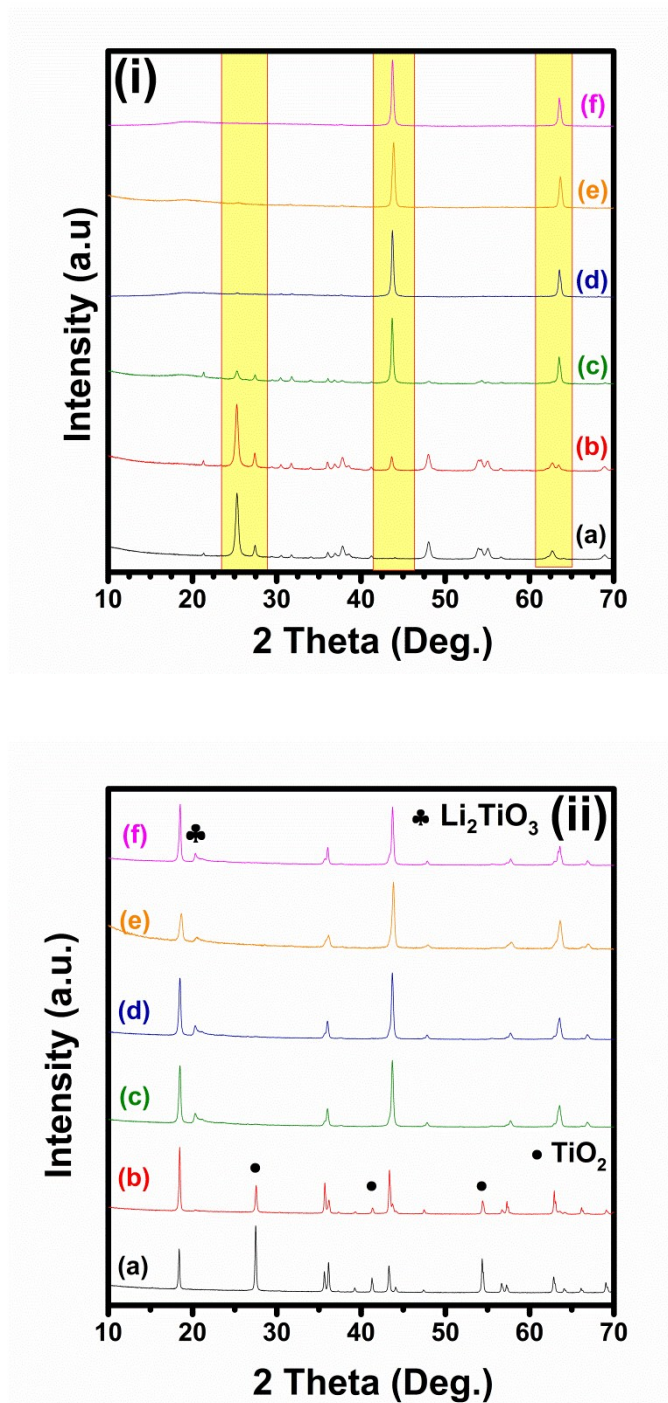 (i)
(f)
(e)
(d)
(c)
(b)
(a)
Intensity (a.u)
10 20 30 40 50 60 70
2 Theta (Deg.)
(f) ♣ ♣ Li₂TiO₃ (ii)
(e)
(d)
(c)
• TiO₂
(b) • • •
(a)
Intensity (a.u.)
10 20 30 40 50 60 70
2 Theta (Deg.)